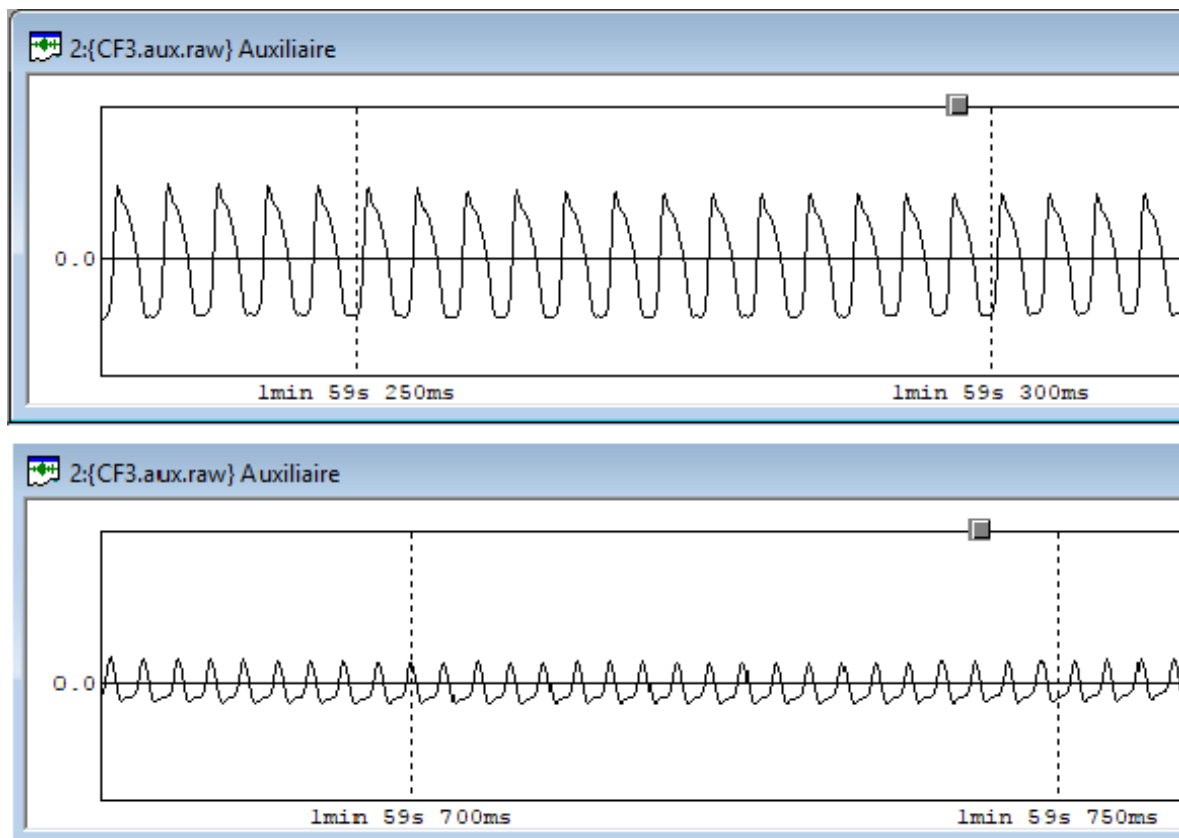 2:{CF3.aux.raw} Auxiliaire
0.0
1min 59s 250ms 1min 59s 300ms
2:{CF3.aux.raw} Auxiliaire
0.0
1min 59s 700ms 1min 59s 750ms